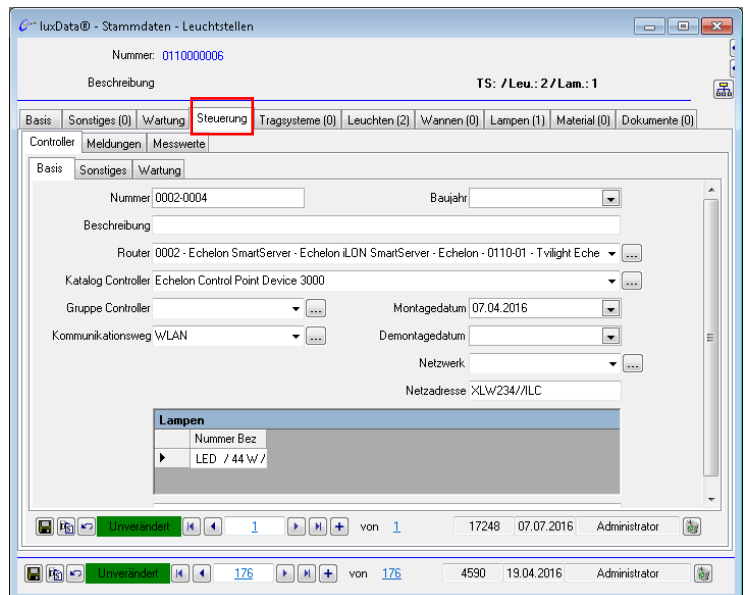 luxData® - Stammdaten - Leuchtstellen
Nummer: 0110000006
Beschreibung TS: /Leu.: 2/Lam.: 1
Basis Sonstiges (0) Wartung Steuerung Tragsysteme (0) Leuchten (2) Wannen (0) Lampen (1) Material (0) Dokumente (0)
Controller Meldungen Messwerte
Basis Sonstiges Wartung
Nummer 0002-0004 Baujahr
Beschreibung
Router 0002 - Echelon SmartServer - Echelon iLON SmartServer - Echelon - 0110-01 - Tvilight Eche ...
Katalog Controller Echelon Control Point Device 3000 ...
Gruppe Controller ... Montagedatum 07.04.2016
Kommunikationsweg WLAN ... Demontagedatum
Netzwerk ...
Netzadresse XLW234//ILC
Lampen
Nummer Bez
LED / 44 W /
Unverändert 1 von 1 17248 07.07.2016 Administrator
Unverändert 176 von 176 4590 19.04.2016 Administrator